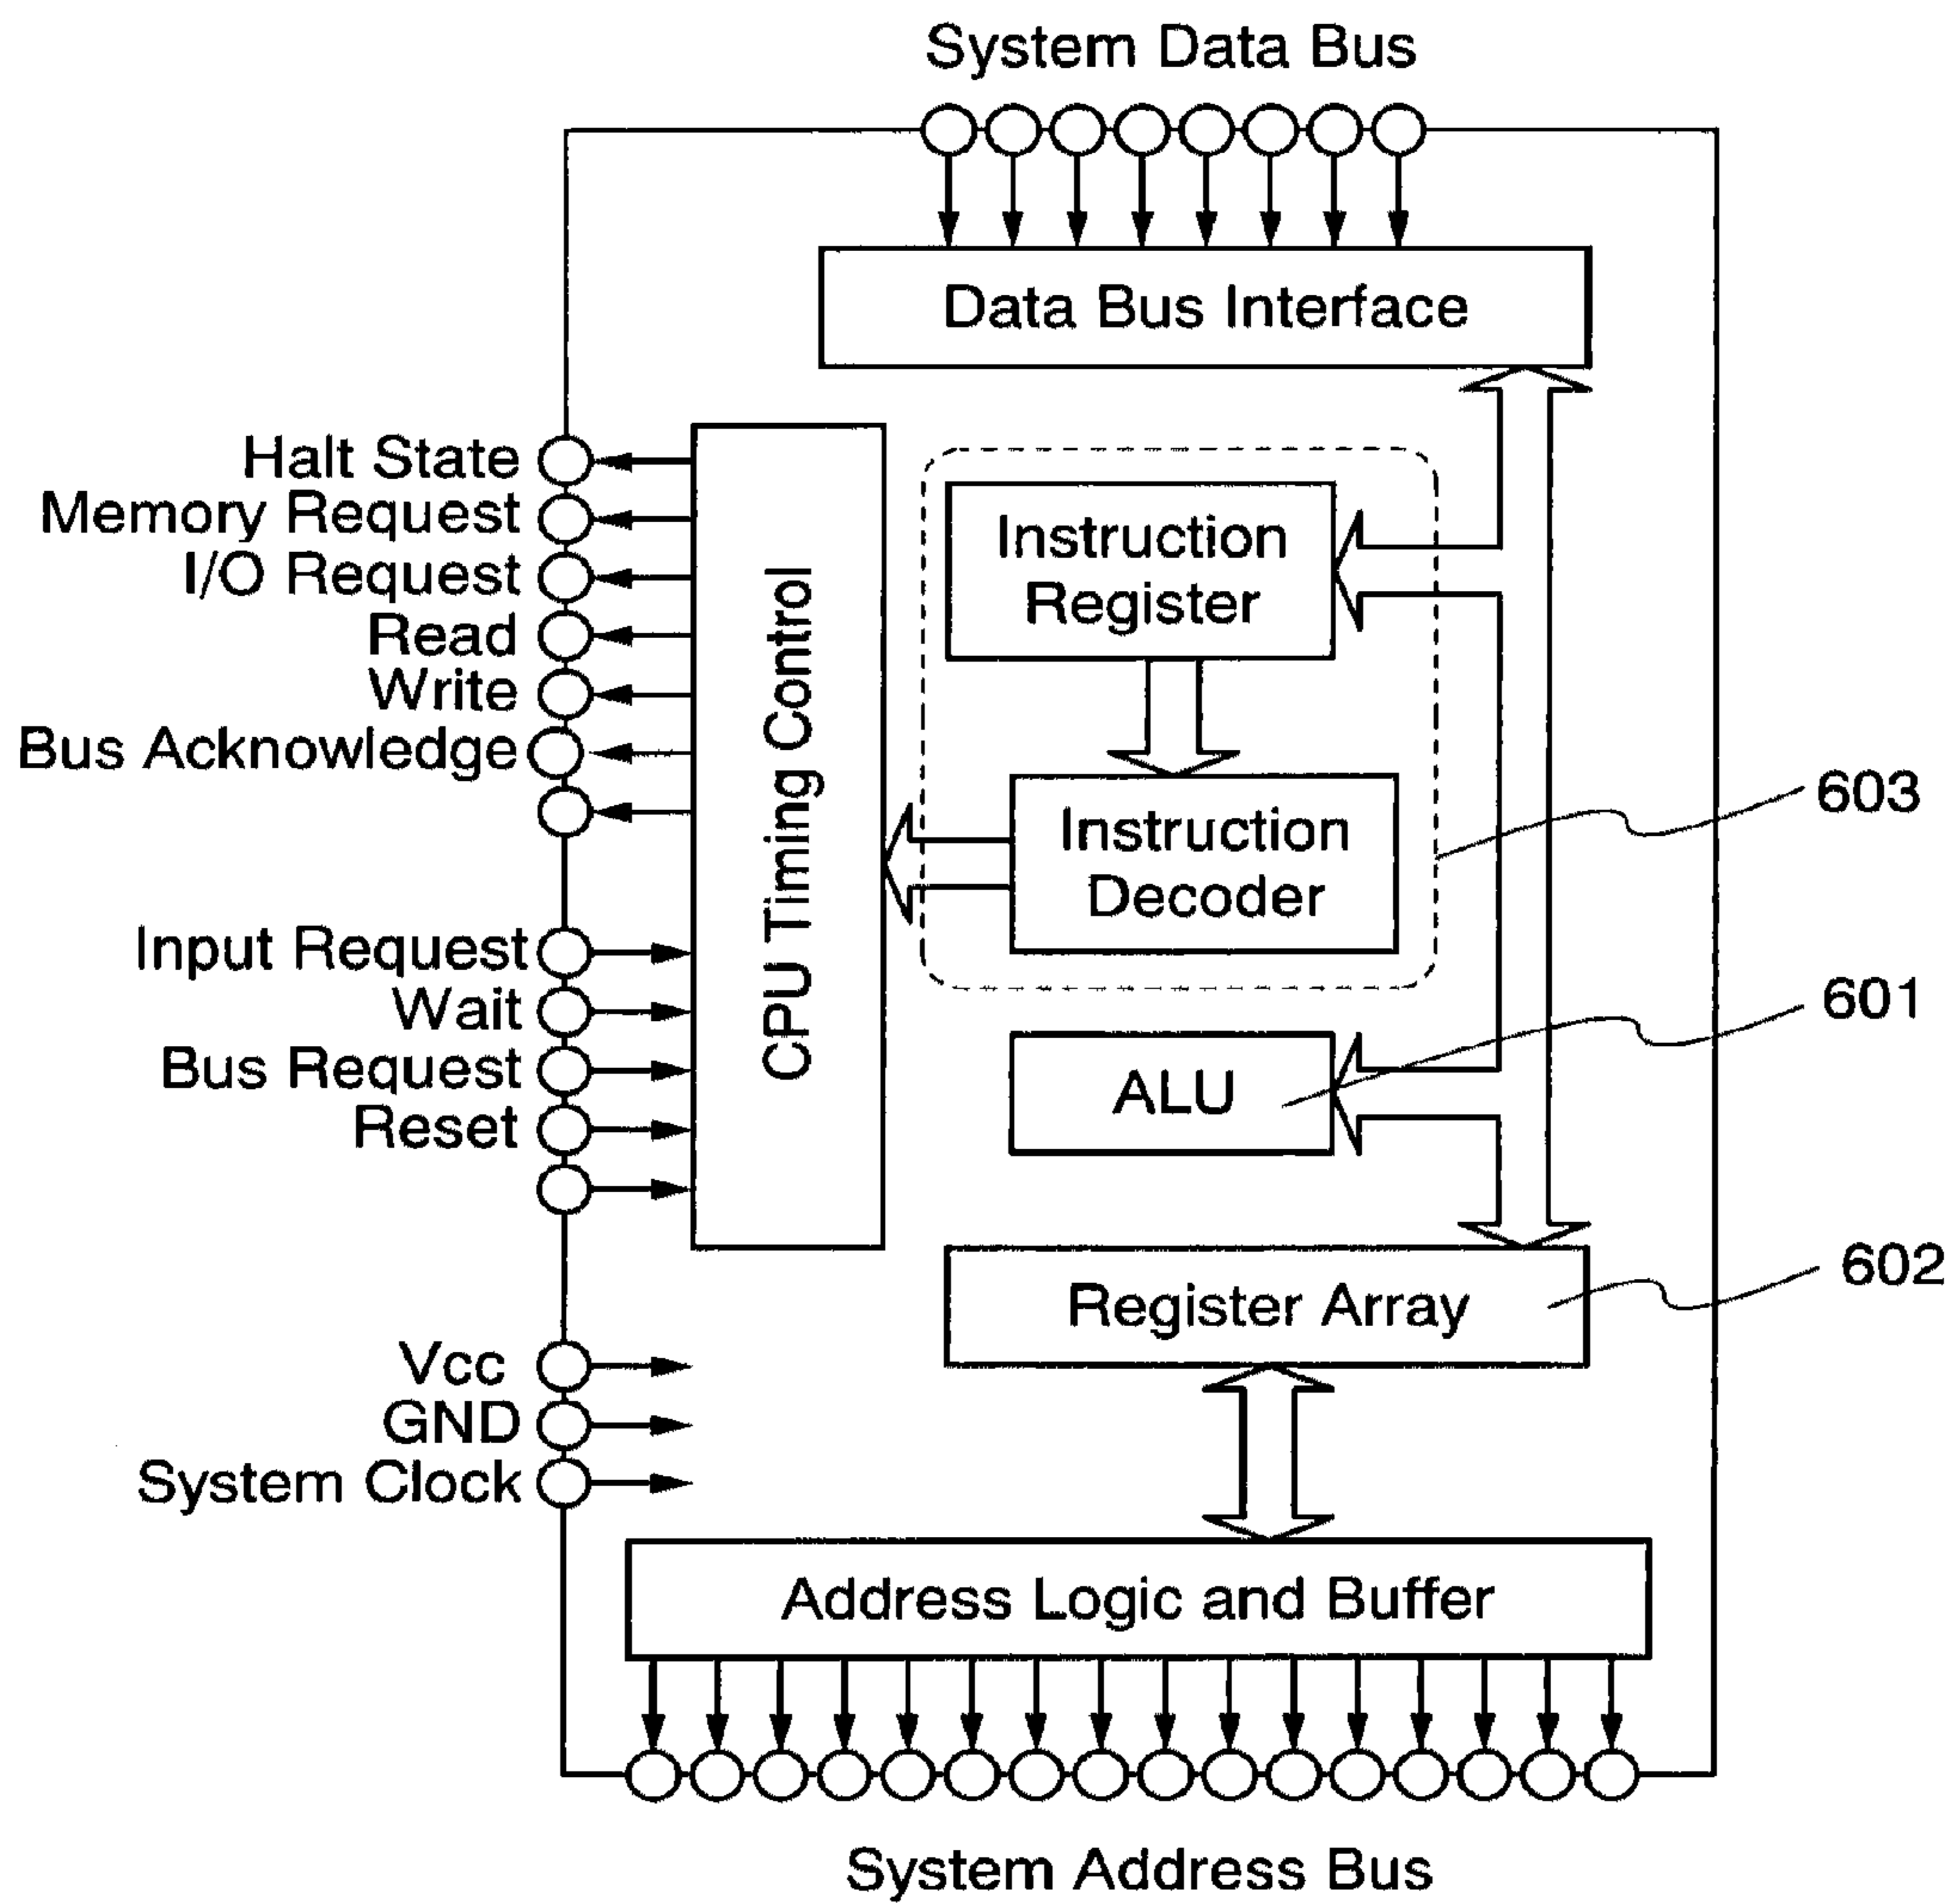 System Data Bus
Data Bus Interface
Halt State
Memory Request
I/O Request
Read
Write
Bus Acknowledge
Input Request
Wait
Bus Request
Reset
Vcc
GND
System Clock
CPU Timing Control
Instruction
Register
Instruction
Decoder
603
601
ALU
602
Register Array
Address Logic and Buffer
System Address Bus